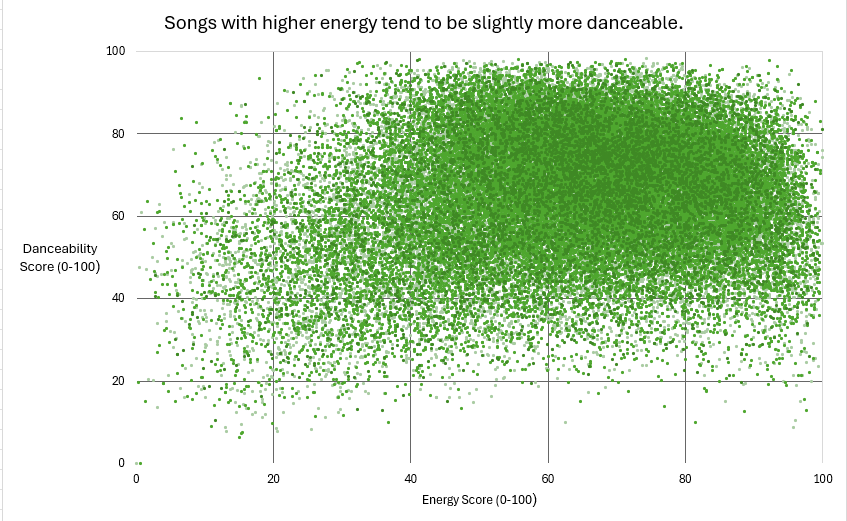 Songs with higher energy tend to be slightly more danceable.
100
80
60
Danceability
Score (0-100)
40
20
0
0 20 40 60 80 100
Energy Score (0-100)